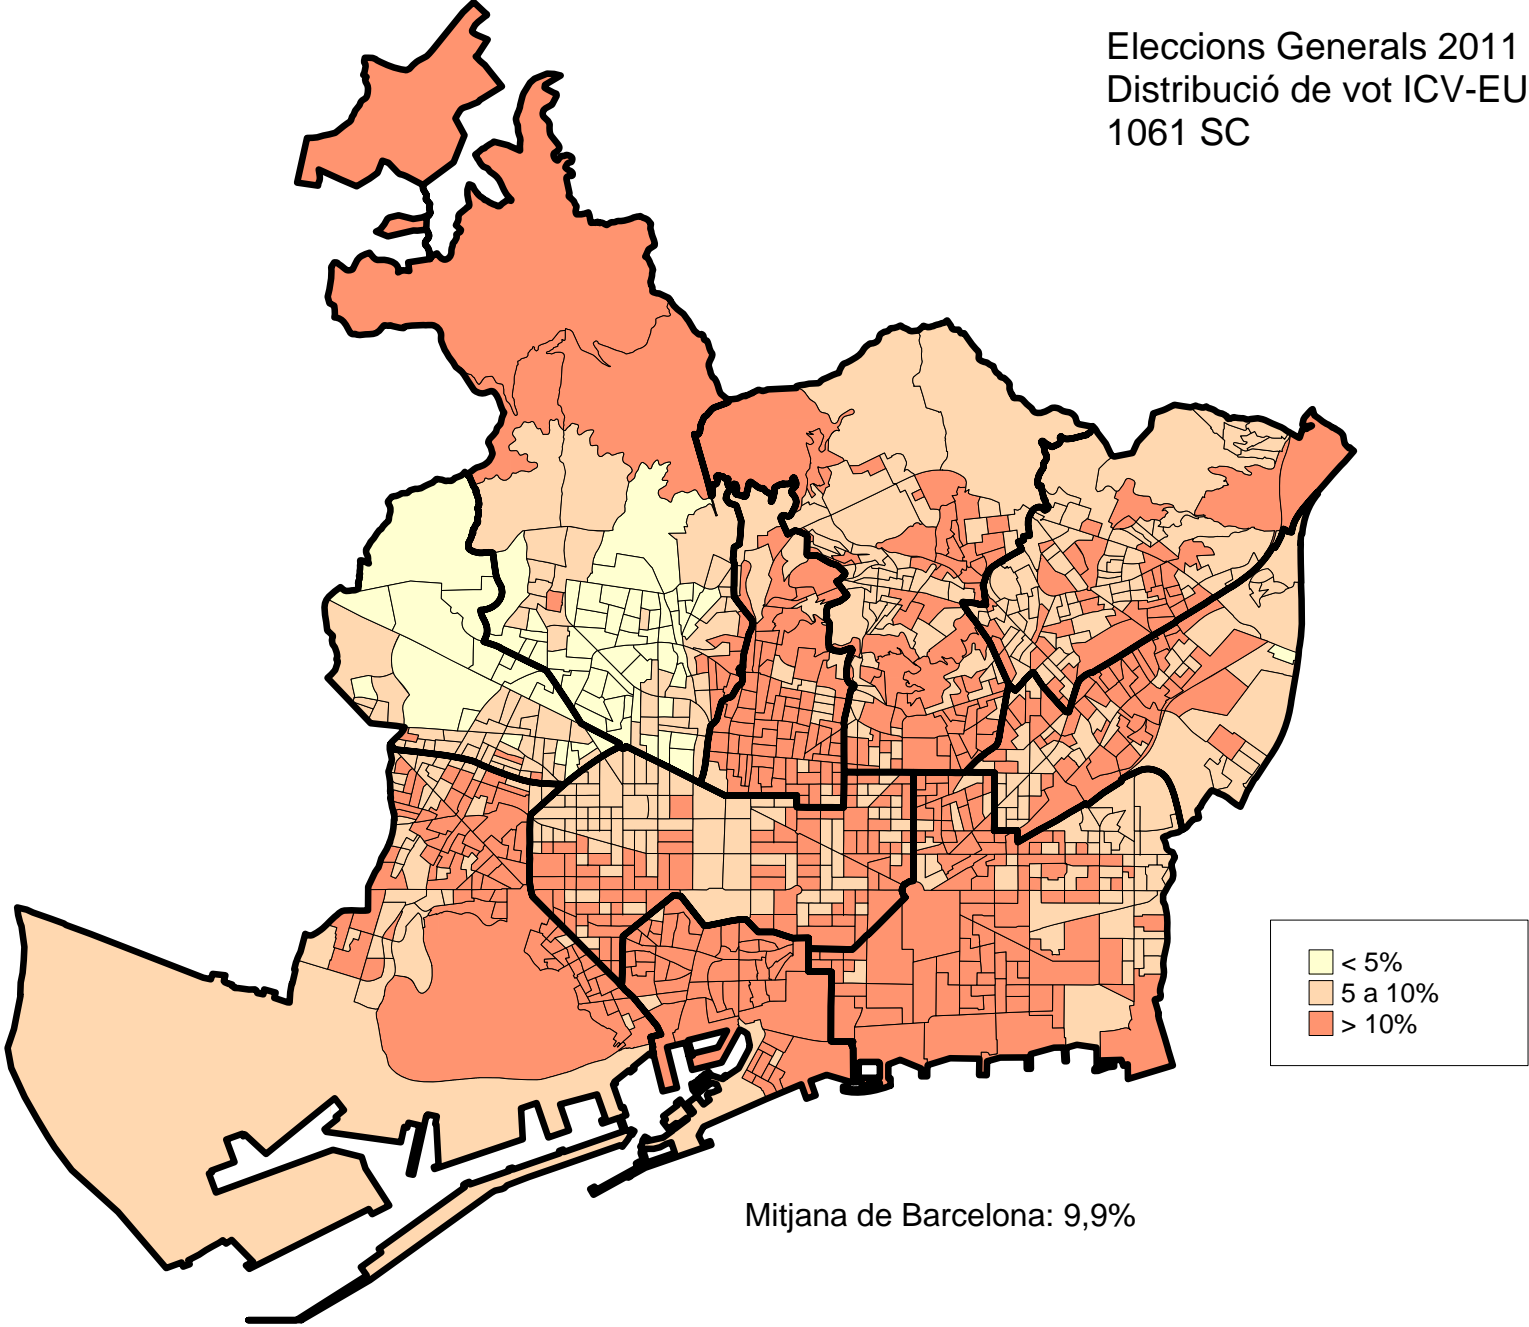 Eleccions Generals 2011
Distribució de vot ICV-EU
1061 SC
< 5%
5 a 10%
> 10%
Mitjana de Barcelona: 9,9%